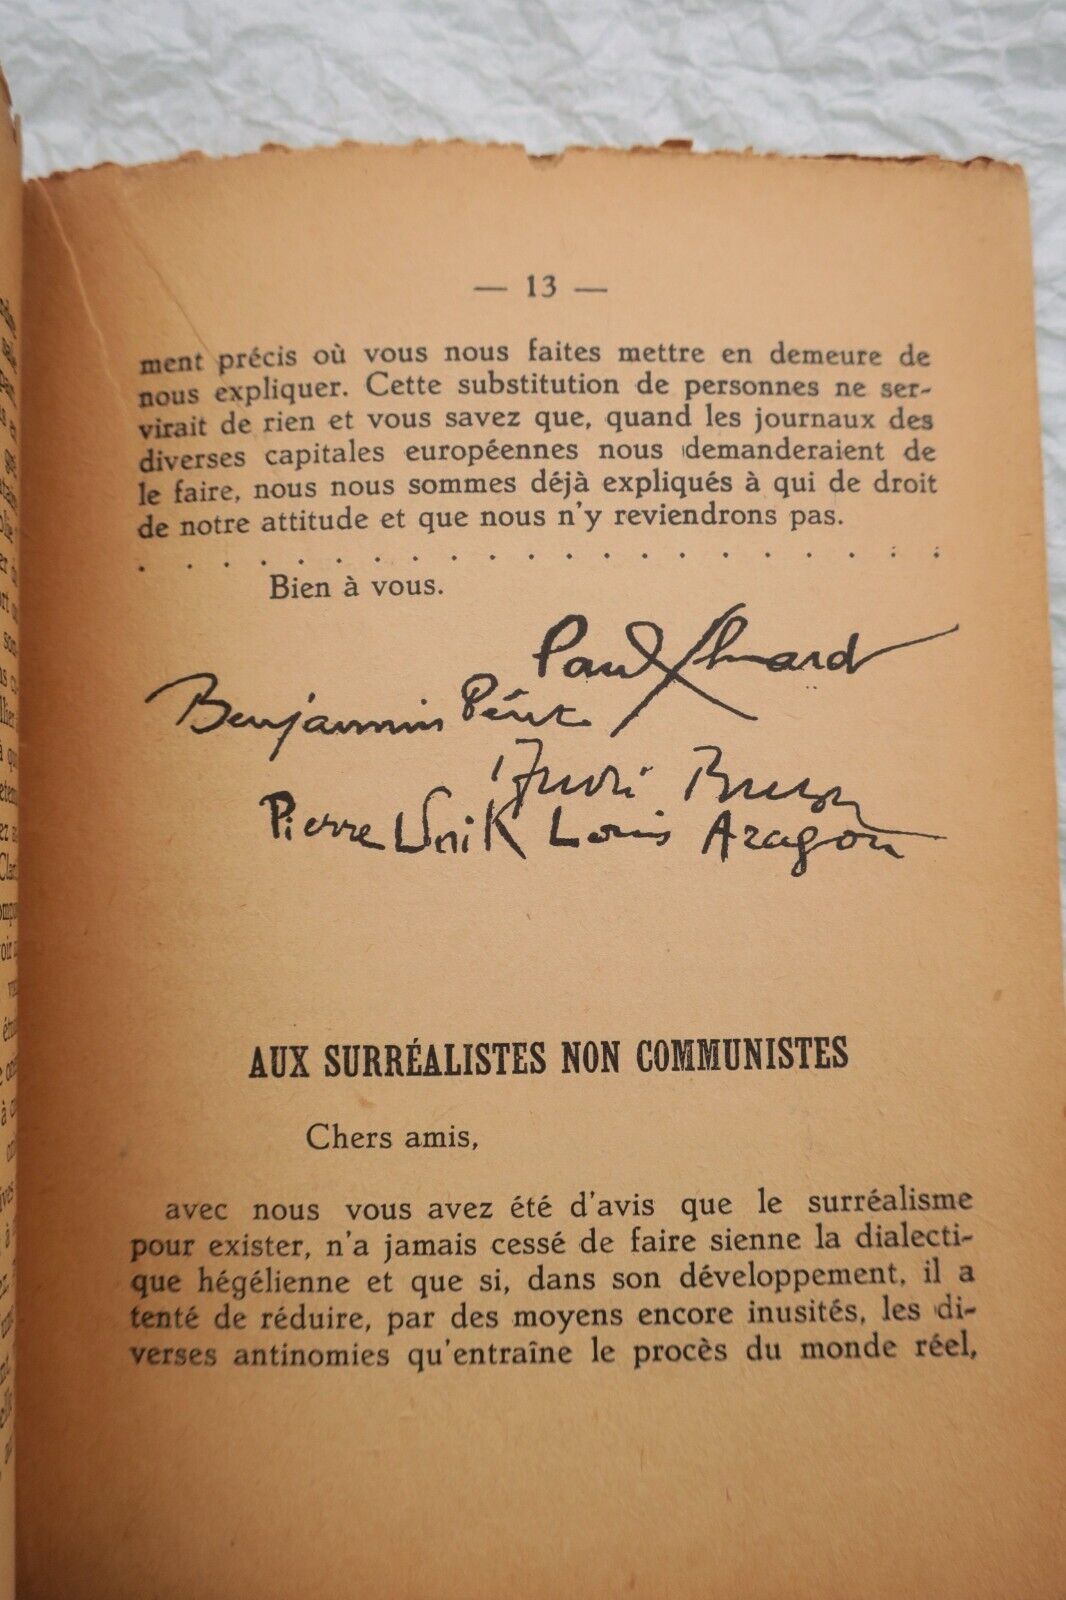 — 13 —
ment précis où vous nous faites mettre en demeure de
nous expliquer. Cette substitution de personnes ne ser-
virait de rien et vous savez que, quand les journaux des
diverses capitales européennes nous demanderaient de
le faire, nous nous sommes déjà expliqués à qui de droit
de notre attitude et que nous n'y reviendrons pas.
. . . . . . . . . . . . . . . . . . . .
Bien à vous.
Paul Eluard
Benjamin Péret
André Breton
Pierre Unik Louis Aragon
AUX SURRÉALISTES NON COMMUNISTES
Chers amis,
avec nous vous avez été d'avis que le surréalisme
pour exister, n'a jamais cessé de faire sienne la dialecti-
que hégélienne et que si, dans son développement, il a
tenté de réduire, par des moyens encore inusités, les di-
verses antinomies qu'entraîne le procès du monde réel,